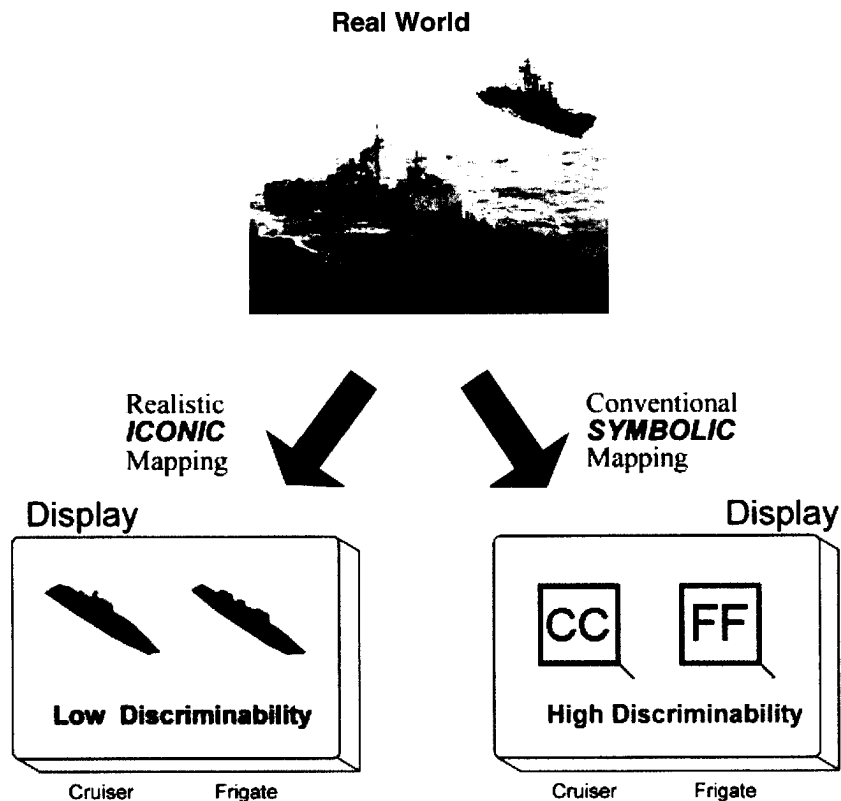 Real World
Realistic
ICONIC
Mapping
Conventional
SYMBOLIC
Mapping
Display
Low Discriminability
Cruiser Frigate
Display
CC FF
High Discriminability
Cruiser Frigate